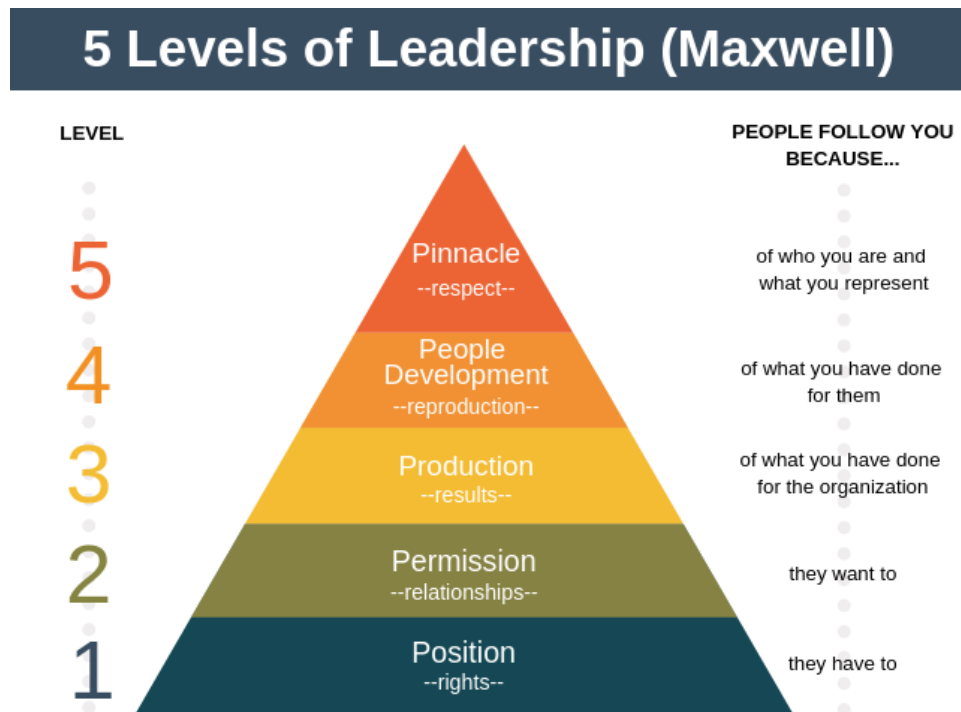 5 Levels of Leadership (Maxwell)
LEVEL
PEOPLE FOLLOW YOU
BECAUSE...
5
Pinnacle
--respect--
of who you are and
what you represent
4
People
Development
--reproduction--
of what you have done
for them
3
Production
--results--
of what you have done
for the organization
2
Permission
--relationships--
they want to
1
Position
--rights--
they have to